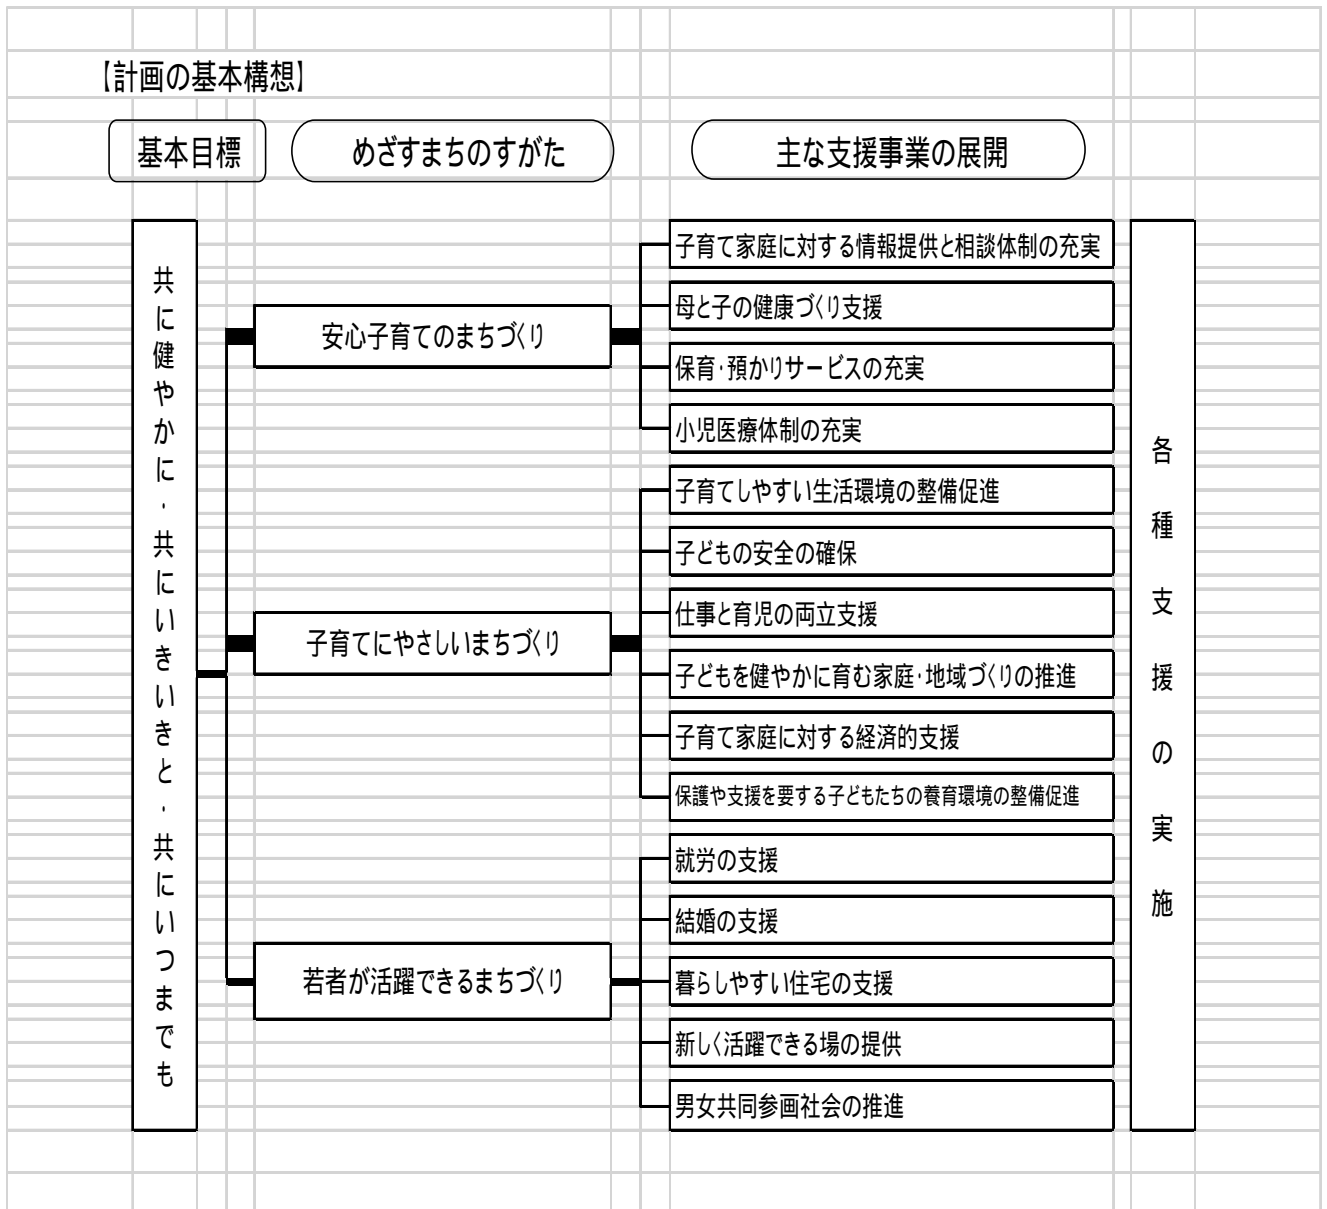 【計画の基本構想】
基本目標
めざすまちのすがた
主な支援事業の展開
共に健やかに・共にいきいきと・共にいつまでも
安心子育てのまちづくり
子育て家庭に対する情報提供と相談体制の充実
母と子の健康づくり支援
保育・預かりサービスの充実
小児医療体制の充実
子育てにやさしいまちづくり
子育てしやすい生活環境の整備促進
子どもの安全の確保
仕事と育児の両立支援
子どもを健やかに育む家庭・地域づくりの推進
子育て家庭に対する経済的支援
保護や支援を要する子どもたちの養育環境の整備促進
若者が活躍できるまちづくり
就労の支援
結婚の支援
暮らしやすい住宅の支援
新しく活躍できる場の提供
男女共同参画社会の推進
各種支援の実施